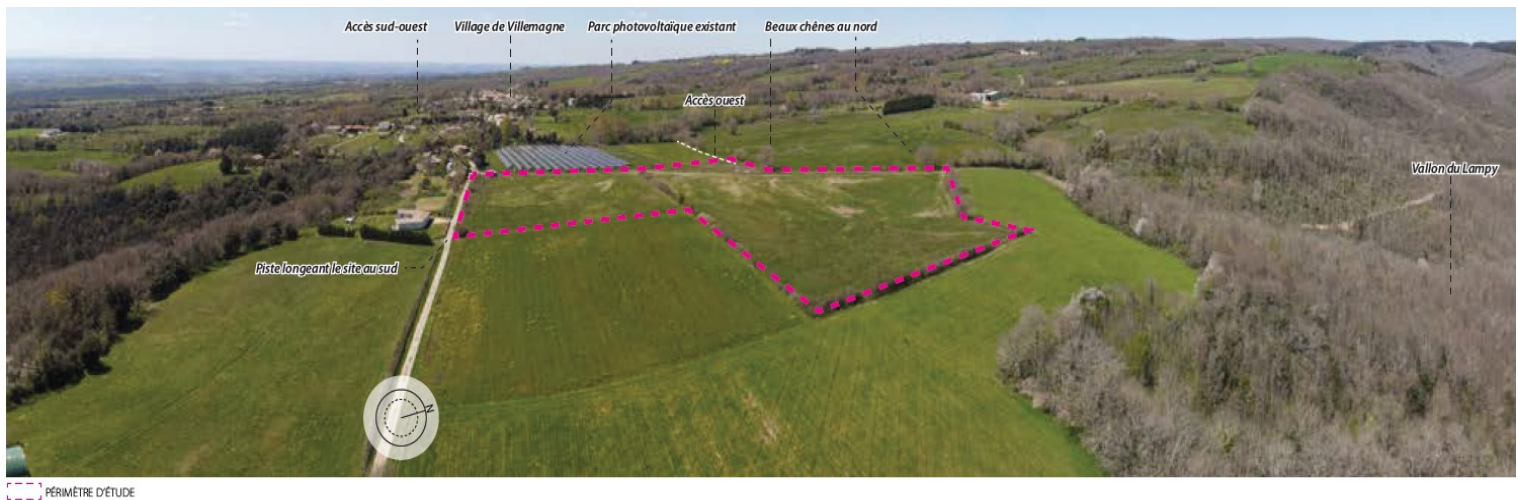 Accès sud-ouest
Village de Villemagne
Parc photovoltaïque existant
Beaux chênes au nord
Accès ouest
Vallon du Lampy
Piste longeant le site au sud
N
PÉRIMÈTRE D'ÉTUDE